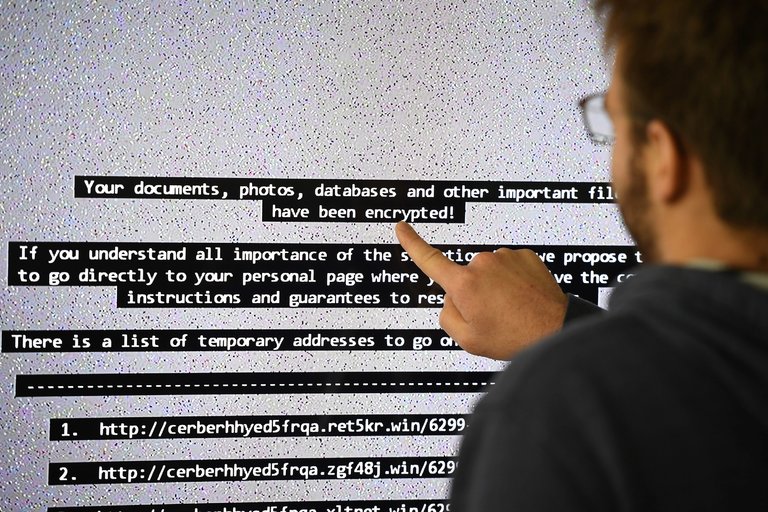 Your documents, photos, databases and other important
have been encrypted!
If you understand all importance of the we propose
to go directly to your personal page where the
instructions and guarantees to
There is a list of temporary addresses to go
--------------------------------------------------
1. http://cerberhhyed5frqa.ret5kr.win/6299
2. http://cerberhhyed5frqa.zgf48j.win/629